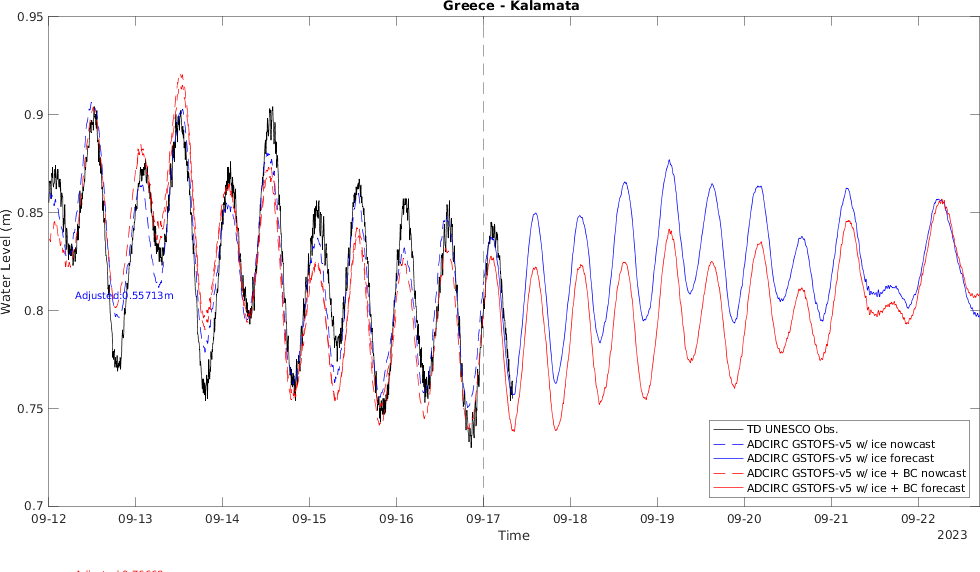 Greece - Kalamata
0.95
0.9
0.85
0.8
0.75
0.7
Water Level (m)
Adjusted:0.55713m
TD UNESCO Obs.
ADCIRC GSTOFS-v5 w/ ice nowcast
ADCIRC GSTOFS-v5 w/ ice forecast
ADCIRC GSTOFS-v5 w/ ice + BC nowcast
ADCIRC GSTOFS-v5 w/ ice + BC forecast
09-12 09-13 09-14 09-15 09-16 09-17 09-18 09-19 09-20 09-21 09-22
Time
2023